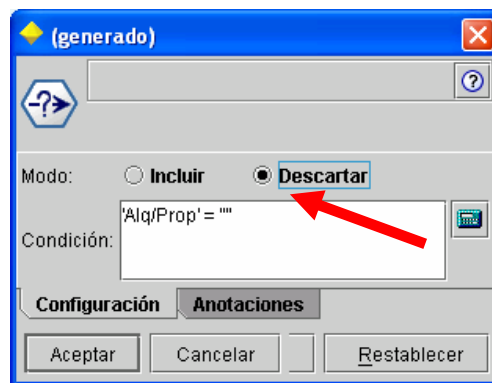 (generado)
?
-?➤
Modo: Incluir Descartar
'Alq/Prop' = ""
Condición:
Configuración Anotaciones
Aceptar Cancelar Restablecer